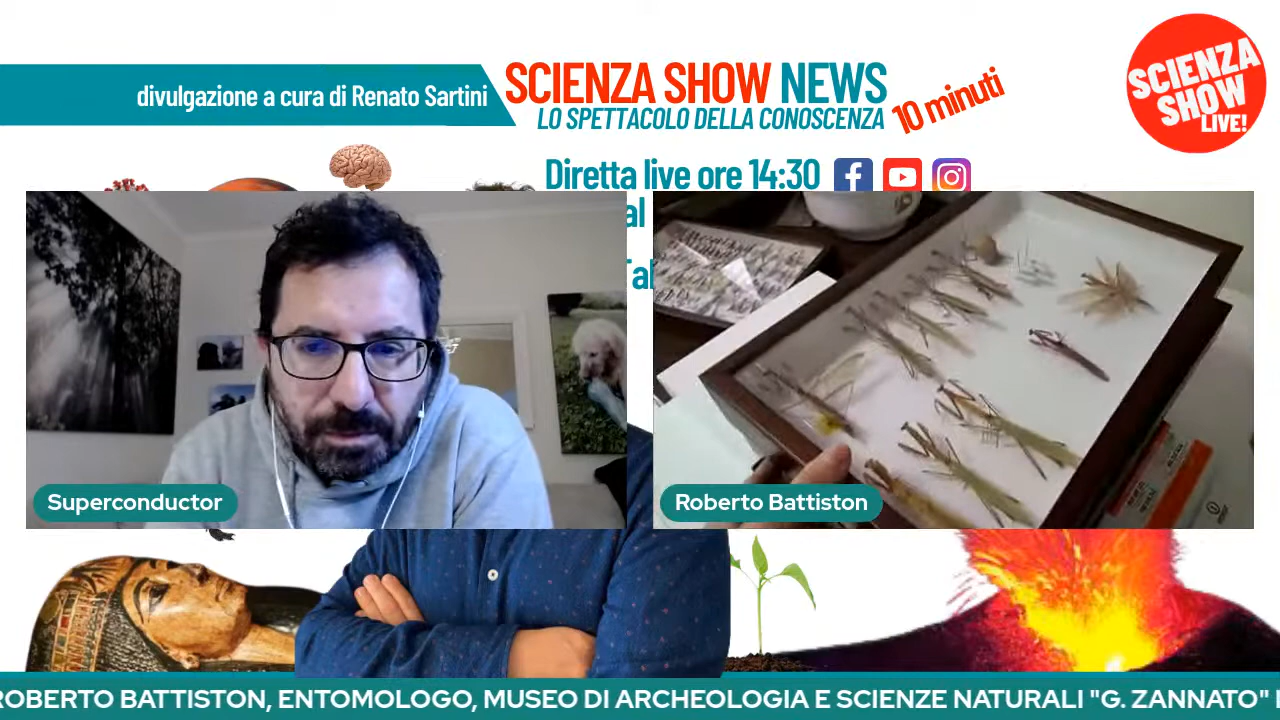 divulgazione a cura di Renato Sartini
SCIENZA SHOW NEWS
LO SPETTACOLO DELLA CONOSCENZA
10 minuti
SCIENZA
SHOW
LIVE!
Diretta live ore 14:30
al
Superconductor
Roberto Battiston
ROBERTO BATTISTON, ENTOMOLOGO, MUSEO DI ARCHEOLOGIA E SCIENZE NATURALI "G. ZANNATO"